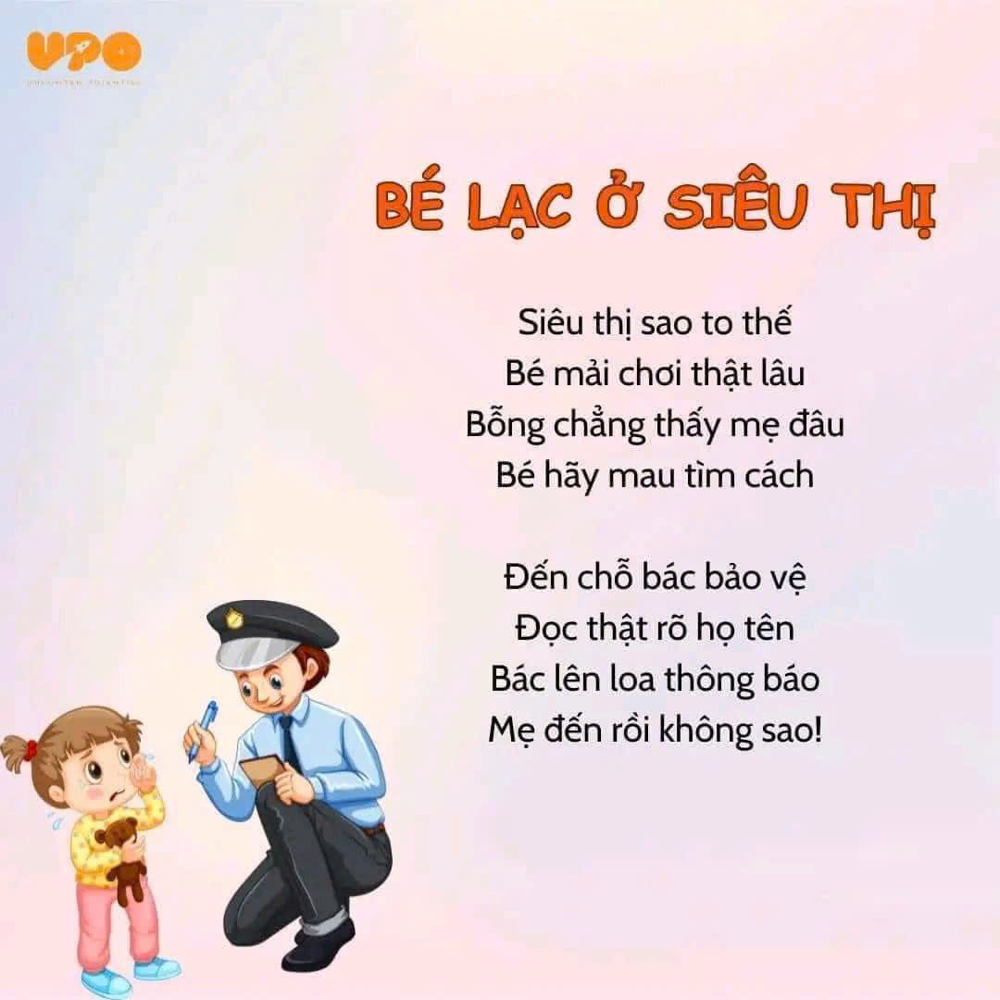 UPO
BÉ LẠC Ở SIÊU THỊ
Siêu thị sao to thế
Bé mải chơi thật lâu
Bỗng chẳng thấy mẹ đâu
Bé hãy mau tìm cách
Đến chỗ bác bảo vệ
Đọc thật rõ họ tên
Bác lên loa thông báo
Mẹ đến rồi không sao!